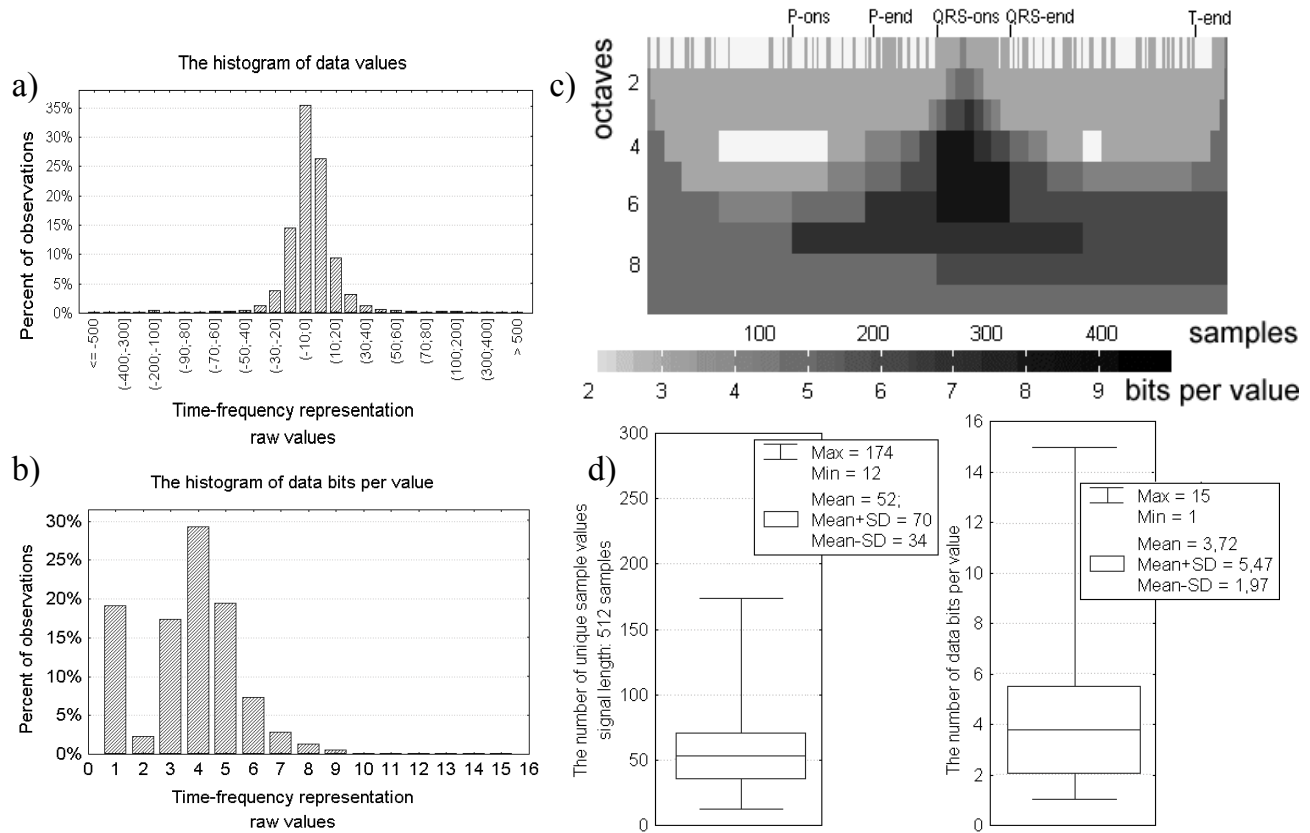 a)
The histogram of data values
Percent of observations
35%
30%
25%
20%
15%
10%
5%
0%
<= -500
(-400;-300]
(-200;-100]
(-90;-80]
(-70;-60]
(-50;-40]
(-30;-20]
(-10;0]
(10;20]
(30;40]
(50;60]
(70;80]
(100;200]
(300;400]
> 500
Time-frequency representation
raw values
b)
The histogram of data bits per value
Percent of observations
30%
25%
20%
15%
10%
5%
0%
0 1 2 3 4 5 6 7 8 9 10 11 12 13 14 15 16
Time-frequency representation
raw values
c)
P-ons P-end QRS-ons QRS-end T-end
octaves
2
4
6
8
100 200 300 400 samples
2 3 4 5 6 7 8 9 bits per value
d)
The number of unique sample values
signal length: 512 samples
300
250
200
150
100
50
0
Max = 174
Min = 12
Mean = 52;
Mean+SD = 70
Mean-SD = 34
The number of data bits per value
16
14
12
10
8
6
4
2
0
Max = 15
Min = 1
Mean = 3,72
Mean+SD = 5,47
Mean-SD = 1,97